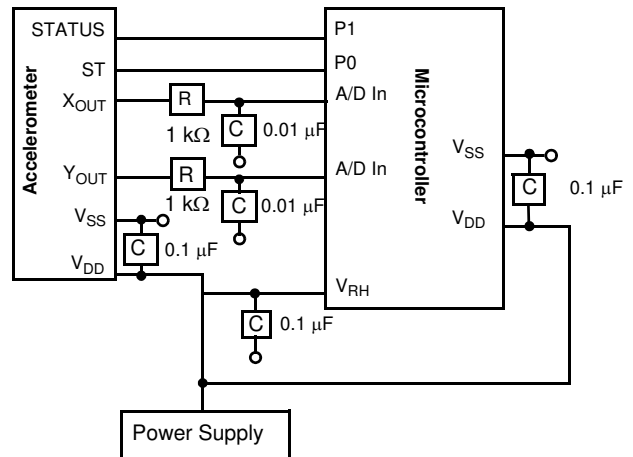 STATUS
ST
XOUT
YOUT
VSS
VDD
Accelerometer
R
1 kΩ
C
0.01 μF
R
1 kΩ
C
0.01 μF
C
0.1 μF
C
0.1 μF
P1
P0
A/D In
A/D In
VRH
Microcontroller
VSS
VDD
C
0.1 μF
Power Supply